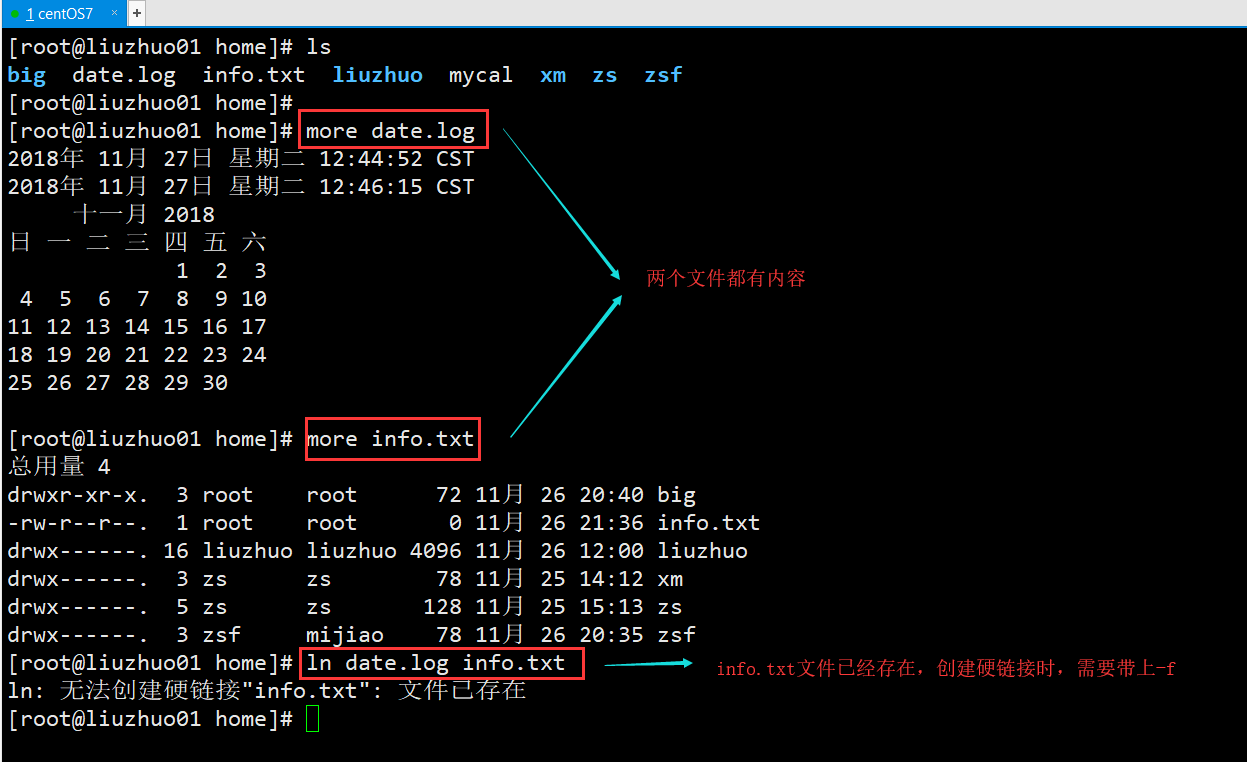 1 centOS7 × +
[root@liuzhuo01 home]# ls
big  date.log  info.txt  liuzhuo  mycal  xm  zs  zsf
[root@liuzhuo01 home]#
[root@liuzhuo01 home]# more date.log
2018年 11月 27日 星期二 12:44:52 CST
2018年 11月 27日 星期二 12:46:15 CST
     十一月 2018
日 一 二 三 四 五 六
             1  2  3
 4  5  6  7  8  9 10
两个文件都有内容
11 12 13 14 15 16 17
18 19 20 21 22 23 24
25 26 27 28 29 30
[root@liuzhuo01 home]# more info.txt
总用量 4
drwxr-xr-x.  3 root    root      72 11月 26 20:40 big
-rw-r--r--.  1 root    root       0 11月 26 21:36 info.txt
drwx------. 16 liuzhuo liuzhuo 4096 11月 26 12:00 liuzhuo
drwx------.  3 zs      zs        78 11月 25 14:12 xm
drwx------.  5 zs      zs       128 11月 25 15:13 zs
drwx------.  3 zsf     mijiao    78 11月 26 20:35 zsf
[root@liuzhuo01 home]# ln date.log info.txt
info.txt文件已经存在，创建硬链接时，需要带上-f
ln: 无法创建硬链接"info.txt": 文件已存在
[root@liuzhuo01 home]#